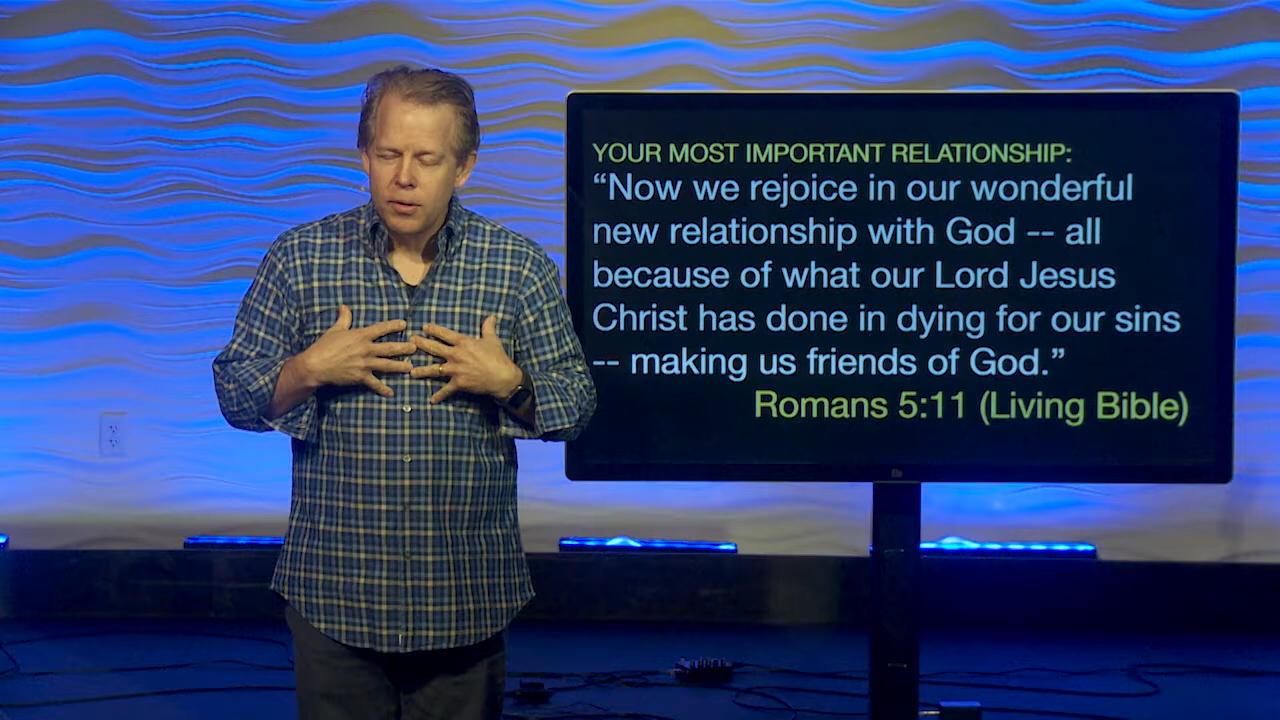 YOUR MOST IMPORTANT RELATIONSHIP:
“Now we rejoice in our wonderful
new relationship with God -- all
because of what our Lord Jesus
Christ has done in dying for our sins
-- making us friends of God.”
Romans 5:11 (Living Bible)